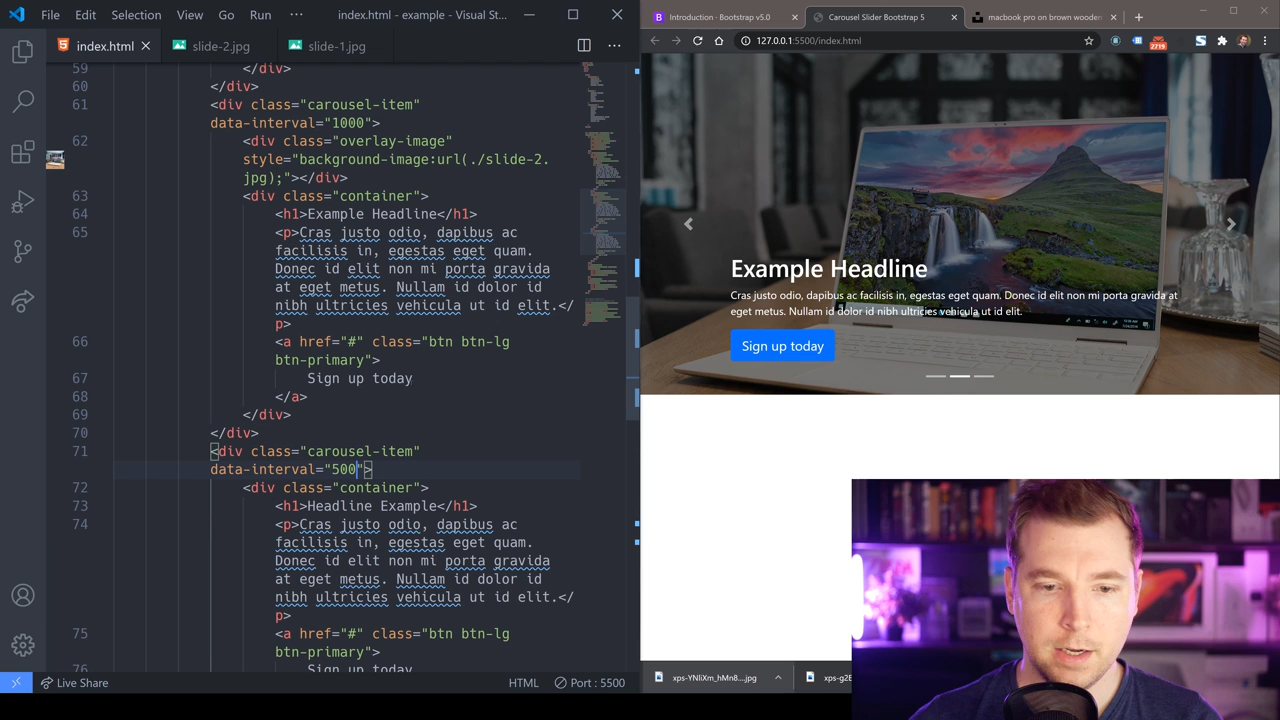 File Edit Selection View Go Run ··· index.html - example - Visual St...
index.html
slide-2.jpg
slide-1.jpg
59 </div>
60 </div>
61 <div class="carousel-item"
data-interval="1000">
62 <div class="overlay-image"
style="background-image:url(./slide-2.
jpg);"></div>
63 <div class="container">
64 <h1>Example Headline</h1>
65 <p>Cras justo odio, dapibus ac
facilisis in, egestas eget quam.
Donec id elit non mi porta gravida
at eget metus. Nullam id dolor id
nibh ultricies vehicula ut id elit.</
p>
66 <a href="#" class="btn btn-lg
btn-primary">
67 Sign up today
68 </a>
69 </div>
70 </div>
71 <div class="carousel-item"
data-interval="500">
72 <div class="container">
73 <h1>Headline Example</h1>
74 <p>Cras justo odio, dapibus ac
facilisis in, egestas eget quam.
Donec id elit non mi porta gravida
at eget metus. Nullam id dolor id
nibh ultricies vehicula ut id elit.</
p>
75 <a href="#" class="btn btn-lg
btn-primary">
76 Sign up today
Live Share
HTML
Port : 5500
Introduction · Bootstrap v5.0
Carousel Slider Bootstrap 5
macbook pro on brown wooden
127.0.0.1:5500/index.html
2719
Example Headline
Cras justo odio, dapibus ac facilisis in, egestas eget quam. Donec id elit non mi porta gravida at
eget metus. Nullam id dolor id nibh ultricies vehicula ut id elit.
Sign up today
xps-YNliXm_hMn8....jpg